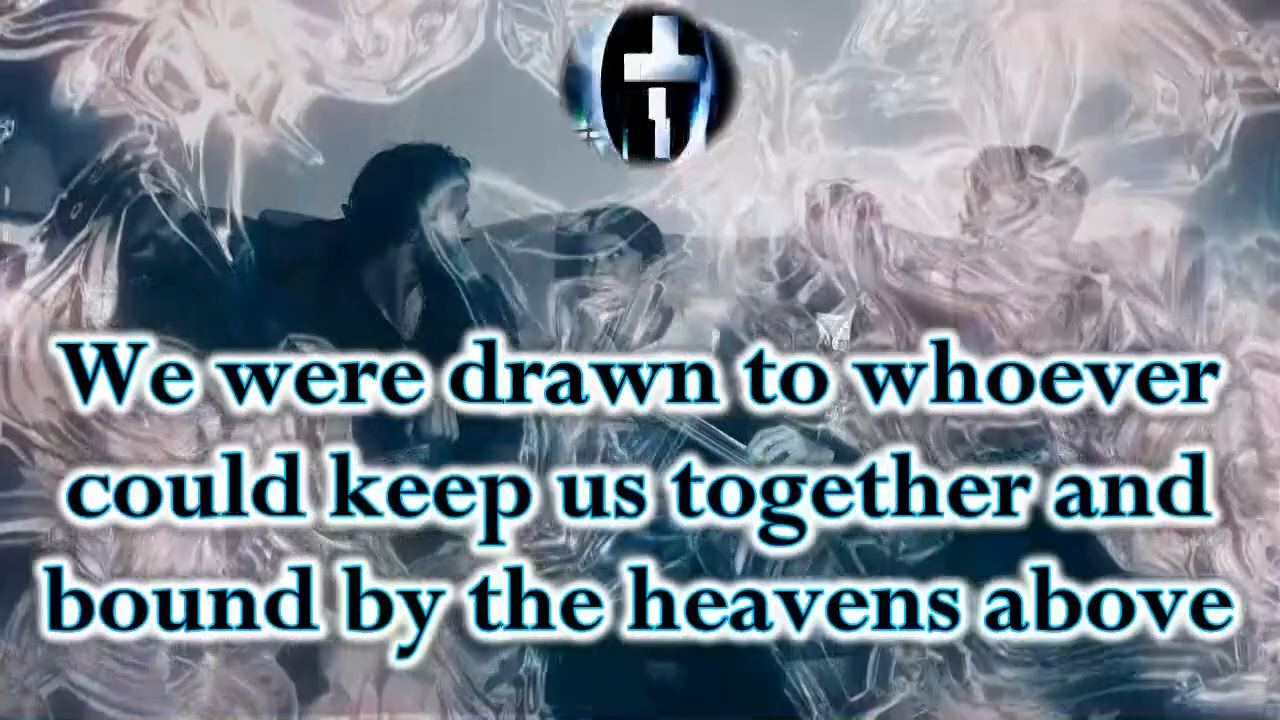 We were drawn to whoever
could keep us together and
bound by the heavens above